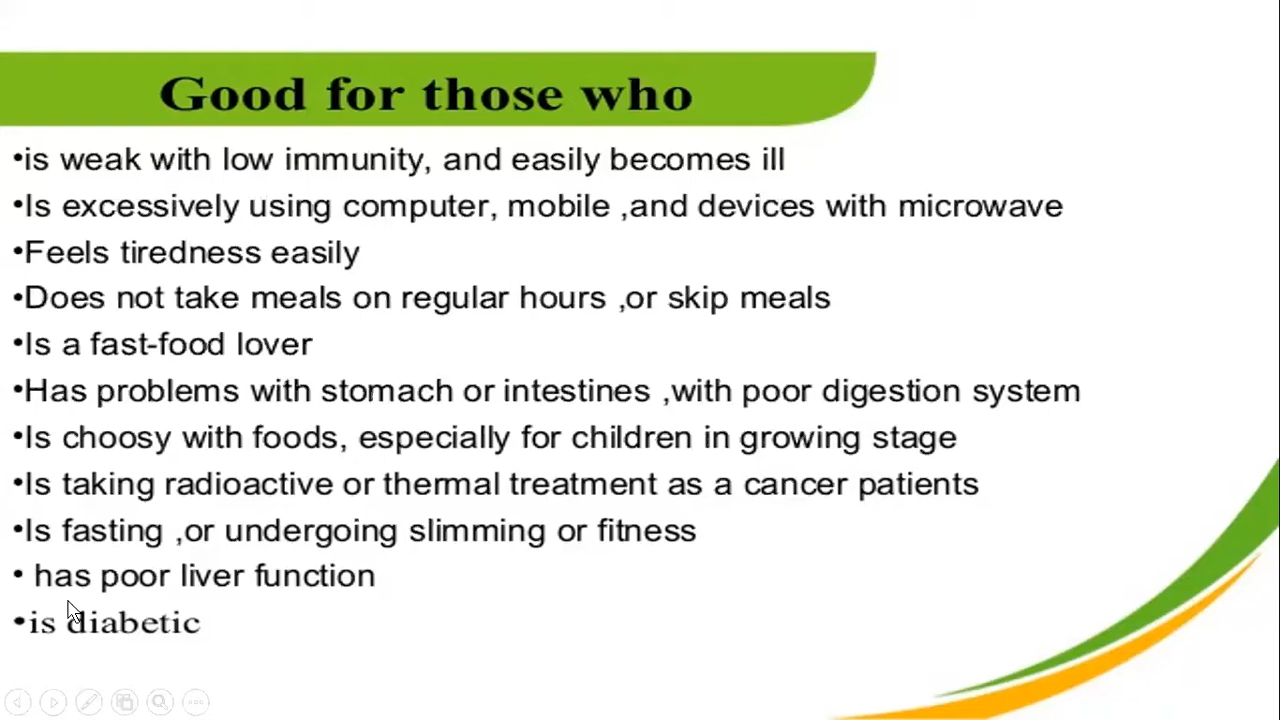 Good for those who
•is weak with low immunity, and easily becomes ill
•Is excessively using computer, mobile ,and devices with microwave
•Feels tiredness easily
•Does not take meals on regular hours ,or skip meals
•Is a fast-food lover
•Has problems with stomach or intestines ,with poor digestion system
•Is choosy with foods, especially for children in growing stage
•Is taking radioactive or thermal treatment as a cancer patients
•Is fasting ,or undergoing slimming or fitness
• has poor liver function
•is diabetic